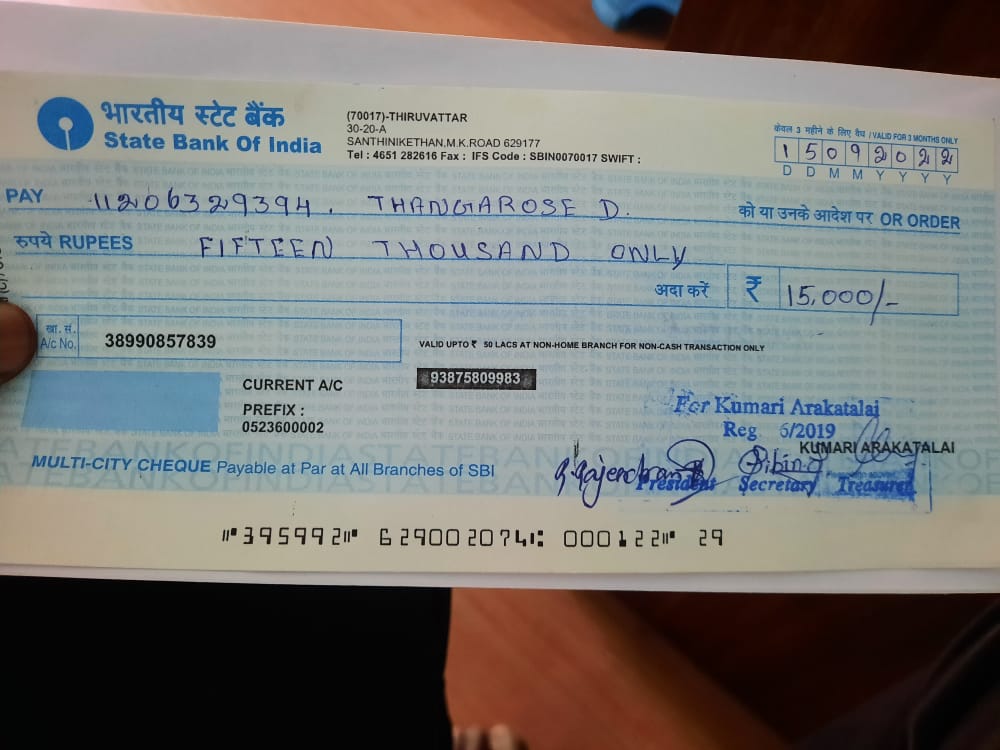 भारतीय स्टेट बैंक
State Bank Of India
(70017)-THIRUVATTAR
30-20-A
SANTHINIKETHAN,M.K.ROAD 629177
Tel : 4651 282616 Fax : IFS Code : SBIN0070017 SWIFT :
केवल 3 महीने के लिए वैध / VALID FOR 3 MONTHS ONLY
15092022
D D M M Y Y Y Y
PAY 11206329394. THANGAROSE D. को या उनके आदेश पर OR ORDER
रुपये RUPEES FIFTEEN THOUSAND ONLY
अदा करें ₹ 15,000/-
खा. सं.
A/c No. 38990857839
VALID UPTO ₹ 50 LACS AT NON-HOME BRANCH FOR NON-CASH TRANSACTION ONLY
93875809983
CURRENT A/C
PREFIX :
0523600002
For Kumari Arakatalai
Reg 6/2019
KUMARI ARAKATALAI
President Secretary Treasurer
MULTI-CITY CHEQUE Payable at Par at All Branches of SBI
⑈395992⑈ 629002074⑆ 000122⑈ 29